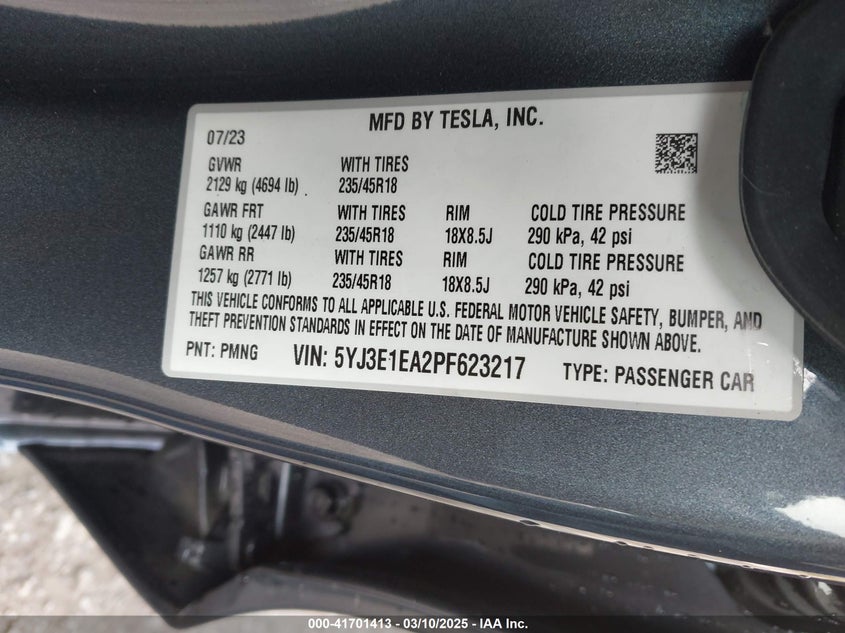 MFD BY TESLA, INC.
07/23
GVWR WITH TIRES
2129 kg (4694 lb) 235/45R18
GAWR FRT WITH TIRES RIM COLD TIRE PRESSURE
1110 kg (2447 lb) 235/45R18 18X8.5J 290 kPa, 42 psi
GAWR RR WITH TIRES RIM COLD TIRE PRESSURE
1257 kg (2771 lb) 235/45R18 18X8.5J 290 kPa, 42 psi
THIS VEHICLE CONFORMS TO ALL APPLICABLE U.S. FEDERAL MOTOR VEHICLE SAFETY, BUMPER, AND
THEFT PREVENTION STANDARDS IN EFFECT ON THE DATE OF MANUFACTURE SHOWN ABOVE.
PNT: PMNG VIN: 5YJ3E1EA2PF623217 TYPE: PASSENGER CAR
000-41701413 — 03/10/2025 — IAA Inc.